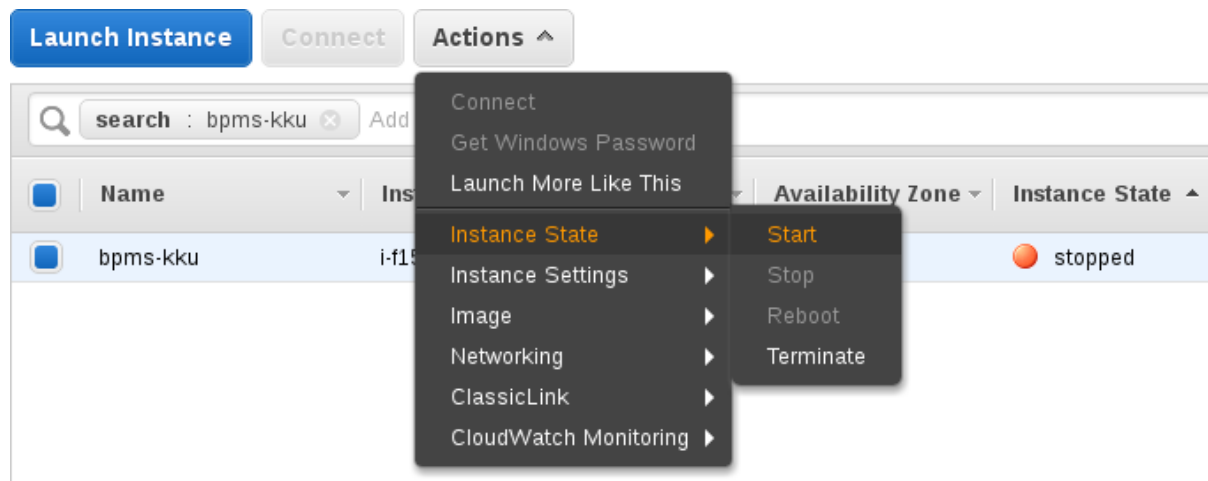 Launch Instance Connect Actions
Connect
search : bpms-kku Add
Get Windows Password
Launch More Like This
Name Ins Availability Zone Instance State
Instance State Start
bpms-kku i-f15 stopped
Instance Settings Stop
Image Reboot
Networking Terminate
ClassicLink
CloudWatch Monitoring